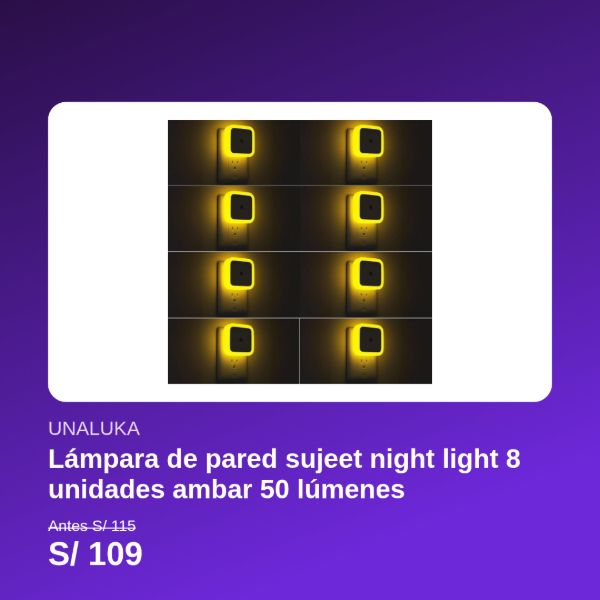 UNALUKA
Lámpara de pared sujeet night light 8
unidades ambar 50 lúmenes
Antes S/ 115
S/ 109